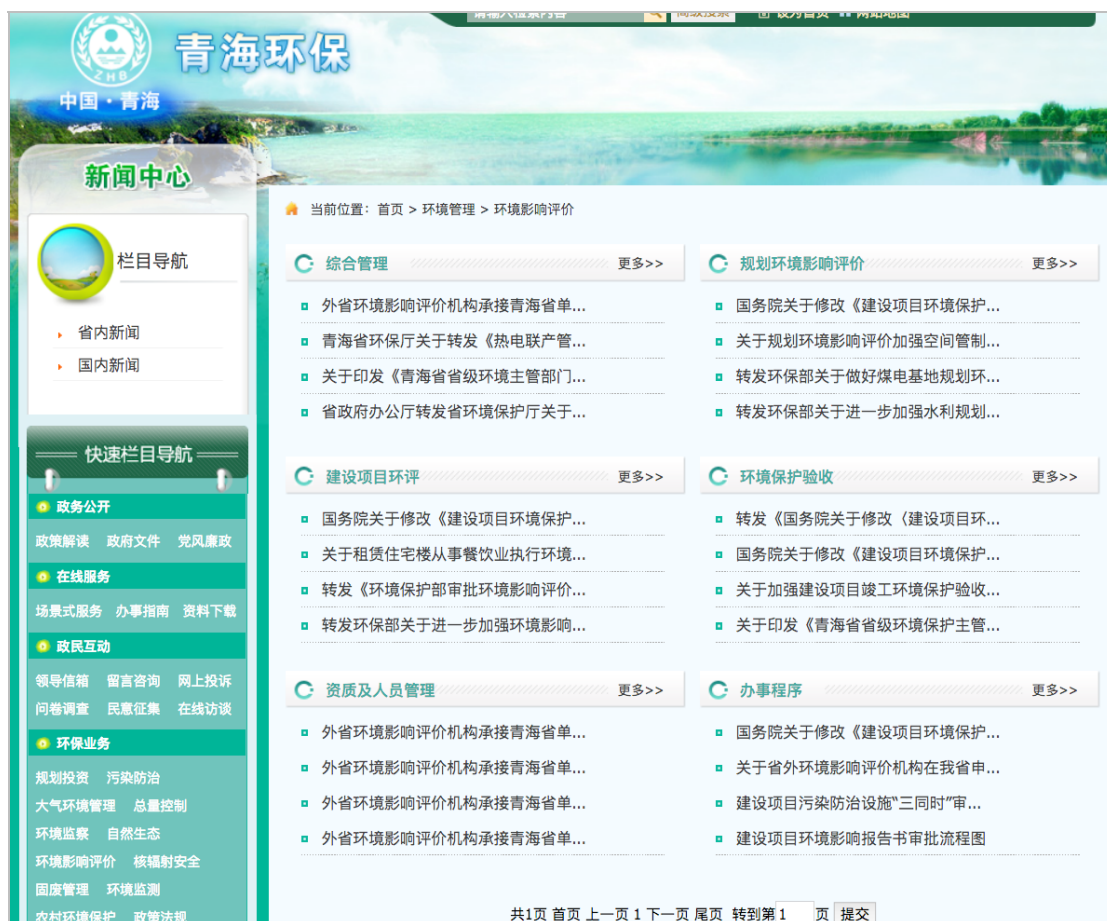 高级搜索 设为首页 网站地图
青海环保
ZHB
中国·青海
新闻中心
当前位置：首页 > 环境管理 > 环境影响评价
栏目导航
省内新闻
国内新闻
综合管理 更多>>
外省环境影响评价机构承接青海省单...
青海省环保厅关于转发《热电联产管...
关于印发《青海省省级环境主管部门...
省政府办公厅转发省环境保护厅关于...
规划环境影响评价 更多>>
国务院关于修改《建设项目环境保护...
关于规划环境影响评价加强空间管制...
转发环保部关于做好煤电基地规划环...
转发环保部关于进一步加强水利规划...
快速栏目导航
政务公开
政策解读 政府文件 党风廉政
在线服务
场景式服务 办事指南 资料下载
政民互动
领导信箱 留言咨询 网上投诉
问卷调查 民意征集 在线访谈
环保业务
规划投资 污染防治
大气环境管理 总量控制
环境监察 自然生态
环境影响评价 核辐射安全
固废管理 环境监测
农村环境保护 政策法规
建设项目环评 更多>>
国务院关于修改《建设项目环境保护...
关于租赁住宅楼从事餐饮业执行环境...
转发《环境保护部审批环境影响评价...
转发环保部关于进一步加强环境影响...
环境保护验收 更多>>
转发《国务院关于修改〈建设项目环...
国务院关于修改《建设项目环境保护...
关于加强建设项目竣工环境保护验收...
关于印发《青海省省级环境保护主管...
资质及人员管理 更多>>
外省环境影响评价机构承接青海省单...
外省环境影响评价机构承接青海省单...
外省环境影响评价机构承接青海省单...
外省环境影响评价机构承接青海省单...
办事程序 更多>>
国务院关于修改《建设项目环境保护...
关于省外环境影响评价机构在我省申...
建设项目污染防治设施“三同时”审...
建设项目环境影响报告书审批流程图
共1页 首页 上一页 1 下一页 尾页 转到第 1 页 提交